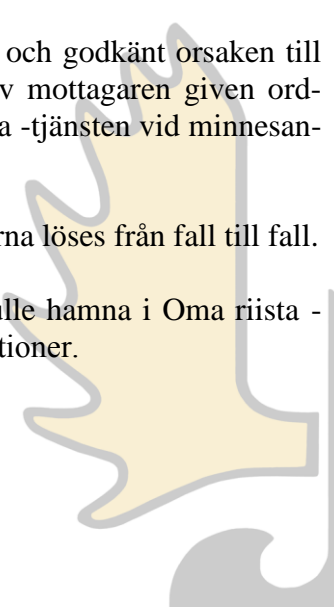 och godkänt orsaken till
v mottagaren given ord-
a -tjänsten vid minnesan-
rna löses från fall till fall.
ulle hamna i Oma riista -
tioner.